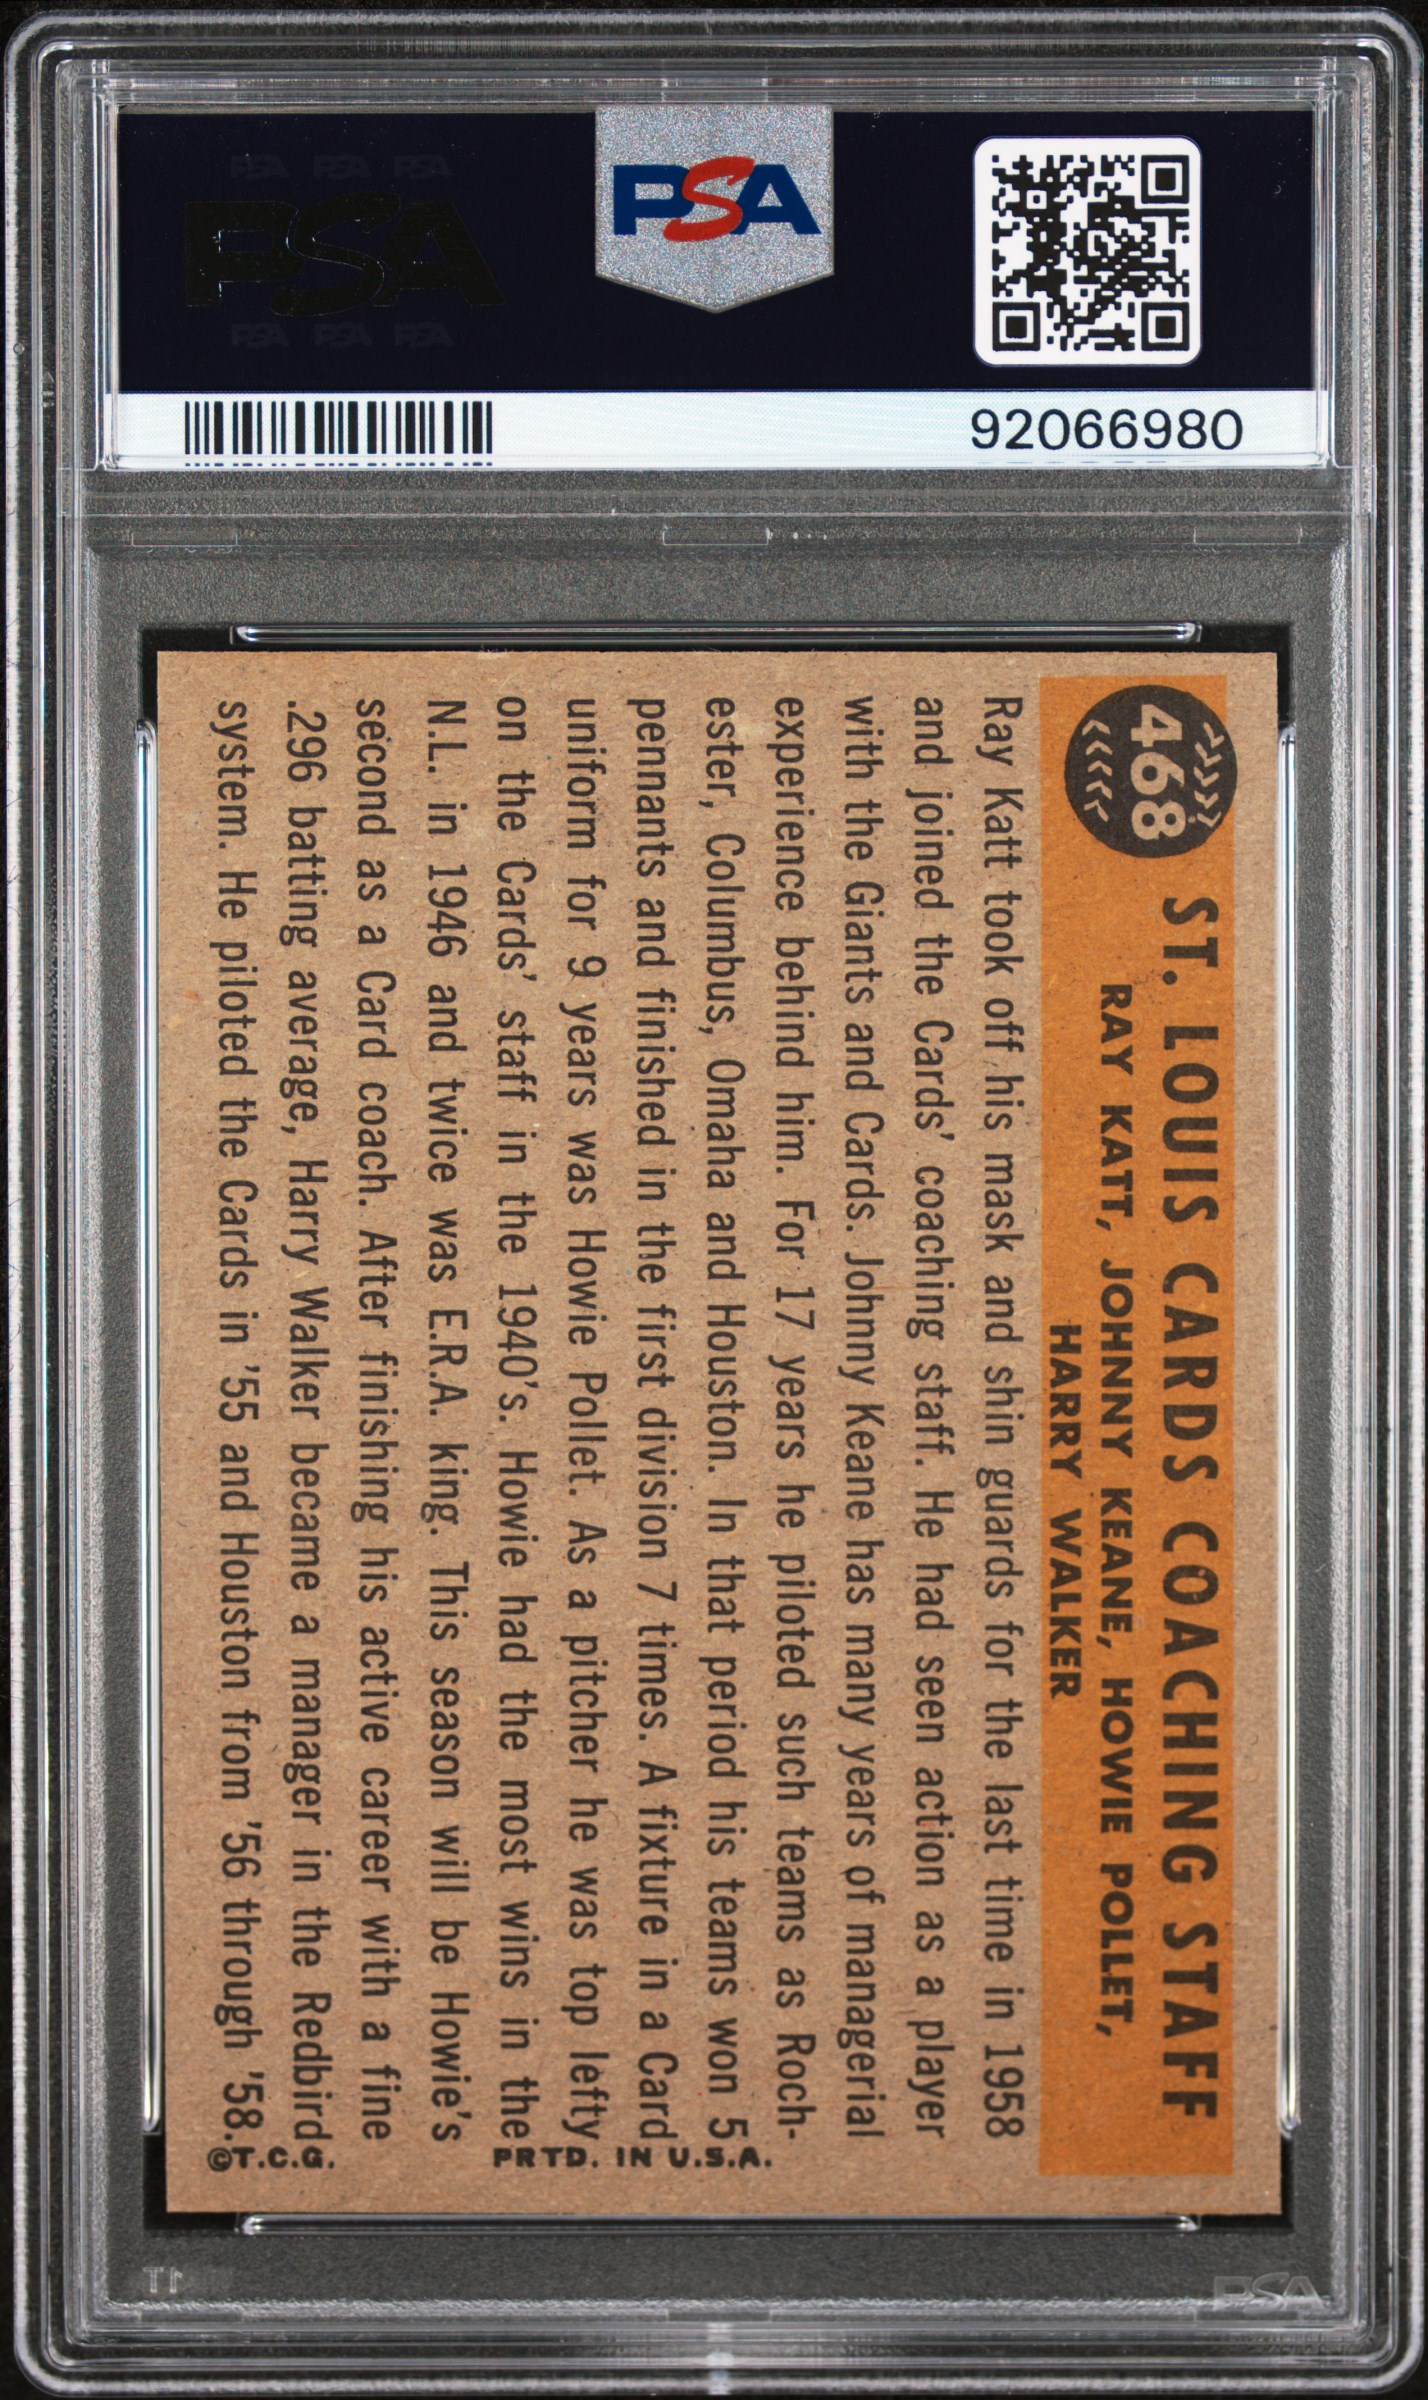 PSA PSA PSA
PSA
PSA PSA PSA
PSA
92066980
468
ST. LOUIS CARDS COACHING STAFF
RAY KATT, JOHNNY KEANE, HOWIE POLLET,
HARRY WALKER
Ray Katt took off his mask and shin guards for the last time in 1958
and joined the Cards' coaching staff. He had seen action as a player
with the Giants and Cards. Johnny Keane has many years of managerial
experience behind him. For 17 years he piloted such teams as Roch-
ester, Columbus, Omaha and Houston. In that period his teams won 5
pennants and finished in the first division 7 times. A fixture in a Card
uniform for 9 years was Howie Pollet. As a pitcher he was top lefty
on the Cards' staff in the 1940's. Howie had the most wins in the
N.L. in 1946 and twice was E.R.A. king. This season will be Howie's
second as a Card coach. After finishing his active career with a fine
.296 batting average, Harry Walker became a manager in the Redbird
system. He piloted the Cards in '55 and Houston from '56 through '58.
©T.C.G. PRTD. IN U.S.A.
PSA